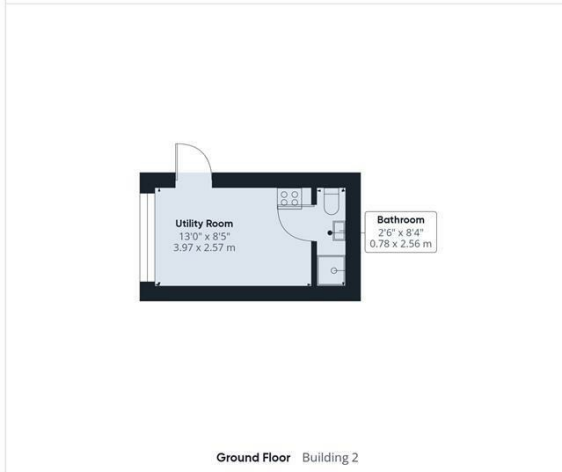 Utility Room
13'0" x 8'5"
3.97 x 2.57 m
Bathroom
2'6" x 8'4"
0.78 x 2.56 m
Ground Floor Building 2